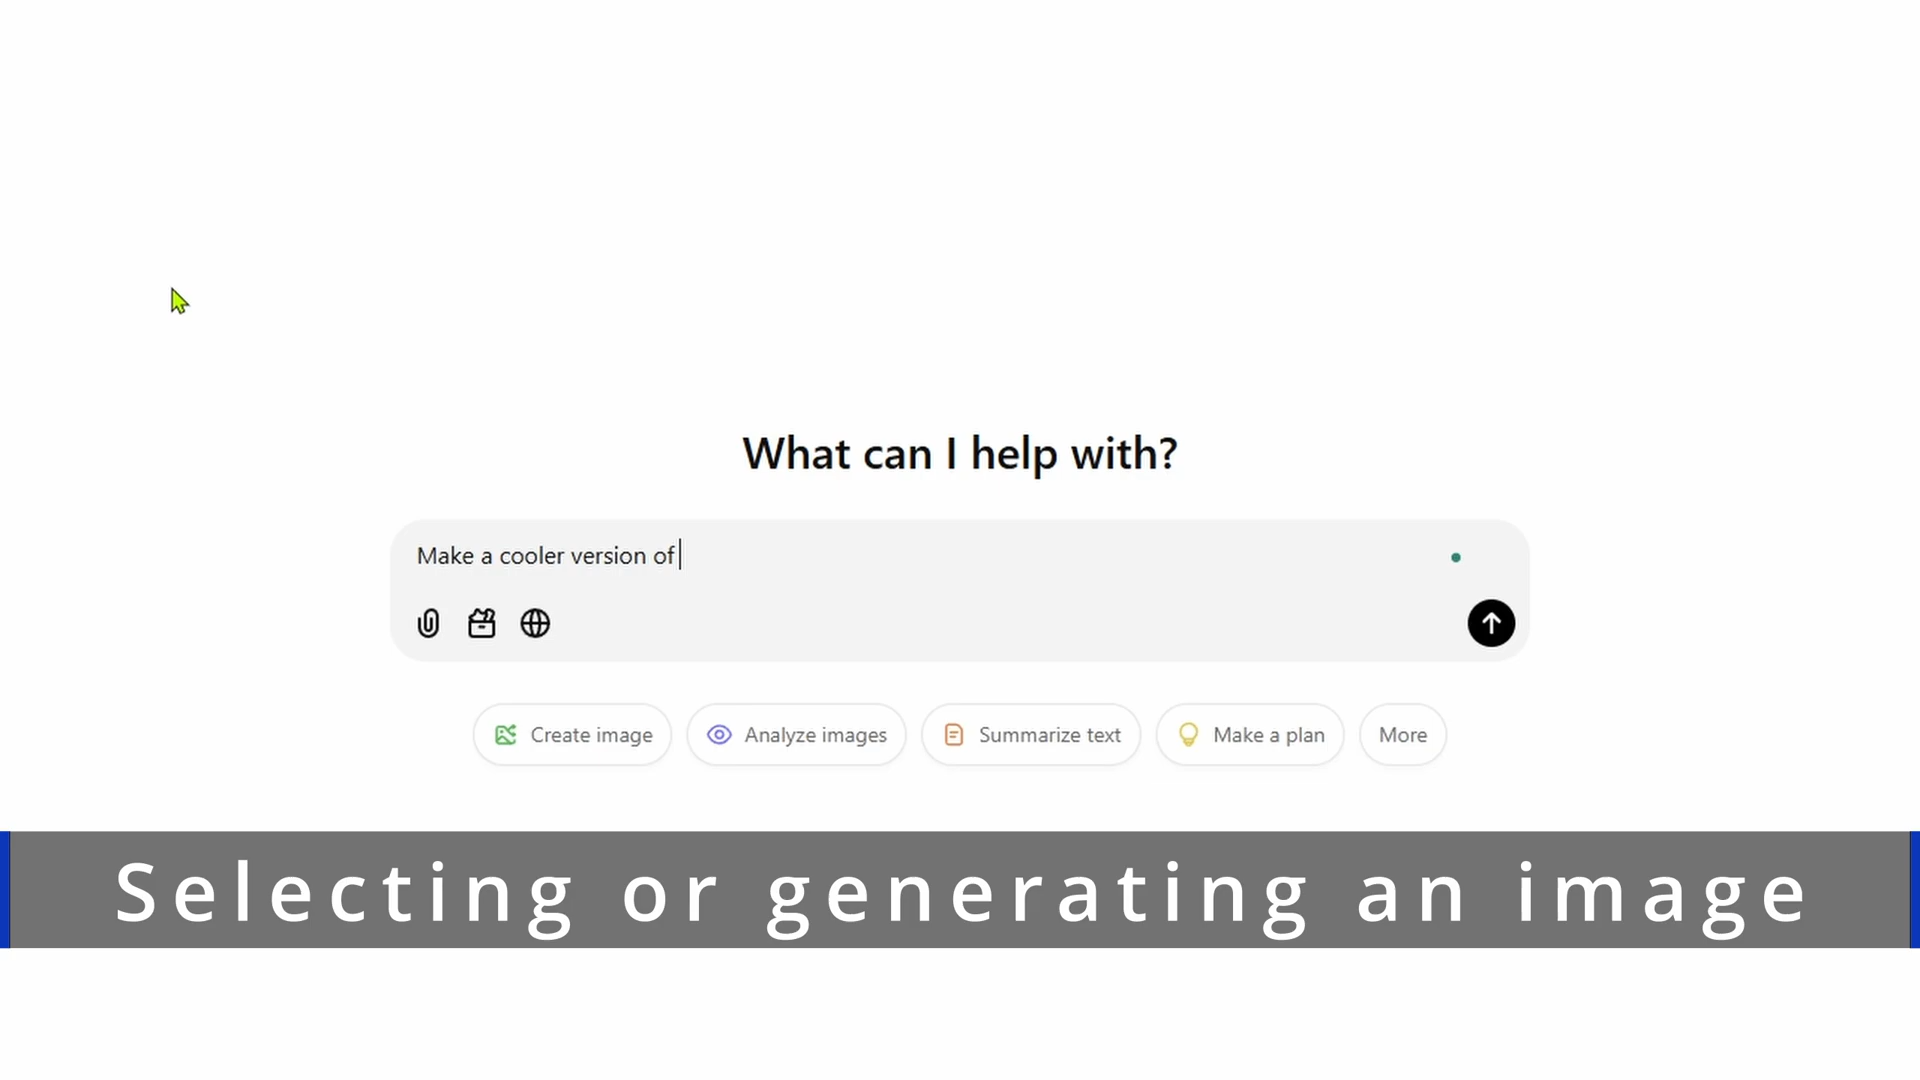 What can I help with?
Make a cooler version of
Create image
Analyze images
Summarize text
Make a plan
More
Selecting or generating an image